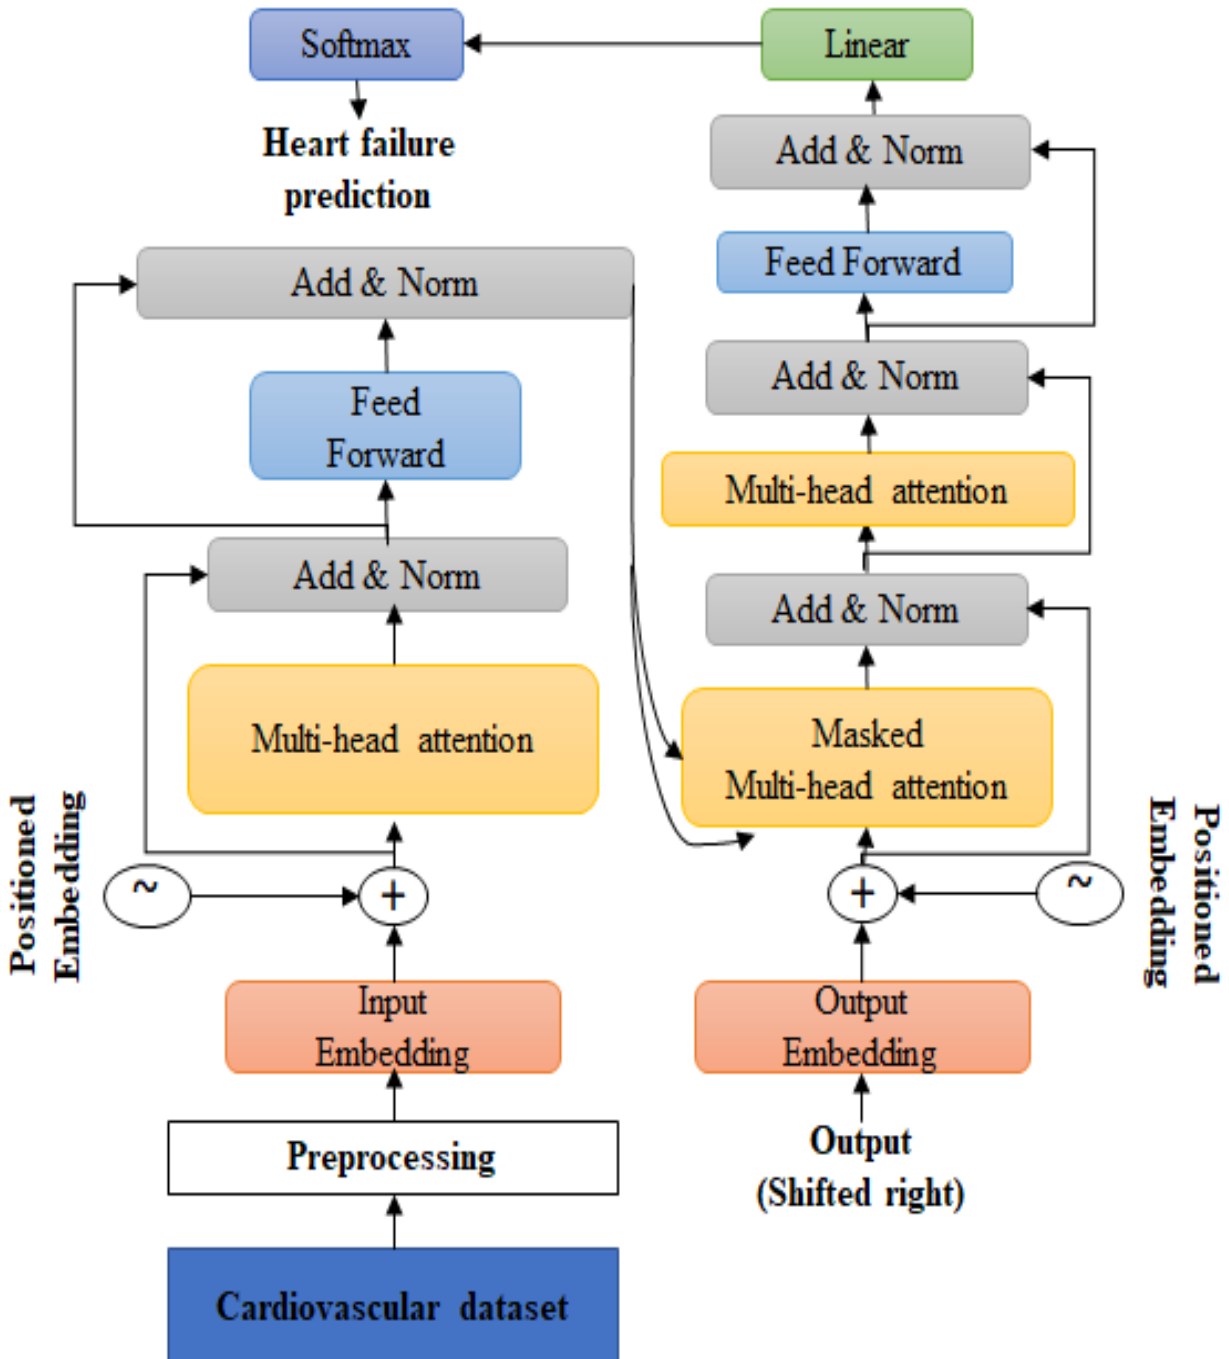 Softmax
Linear
Heart failure
prediction
Add & Norm
Feed Forward
Add & Norm
Add & Norm
Feed
Forward
Multi-head attention
Add & Norm
Add & Norm
Multi-head attention
Masked
Multi-head attention
Positioned
Embedding
~
+
+
~
Positioned
Embedding
Input
Embedding
Output
Embedding
Preprocessing
Output
(Shifted right)
Cardiovascular dataset